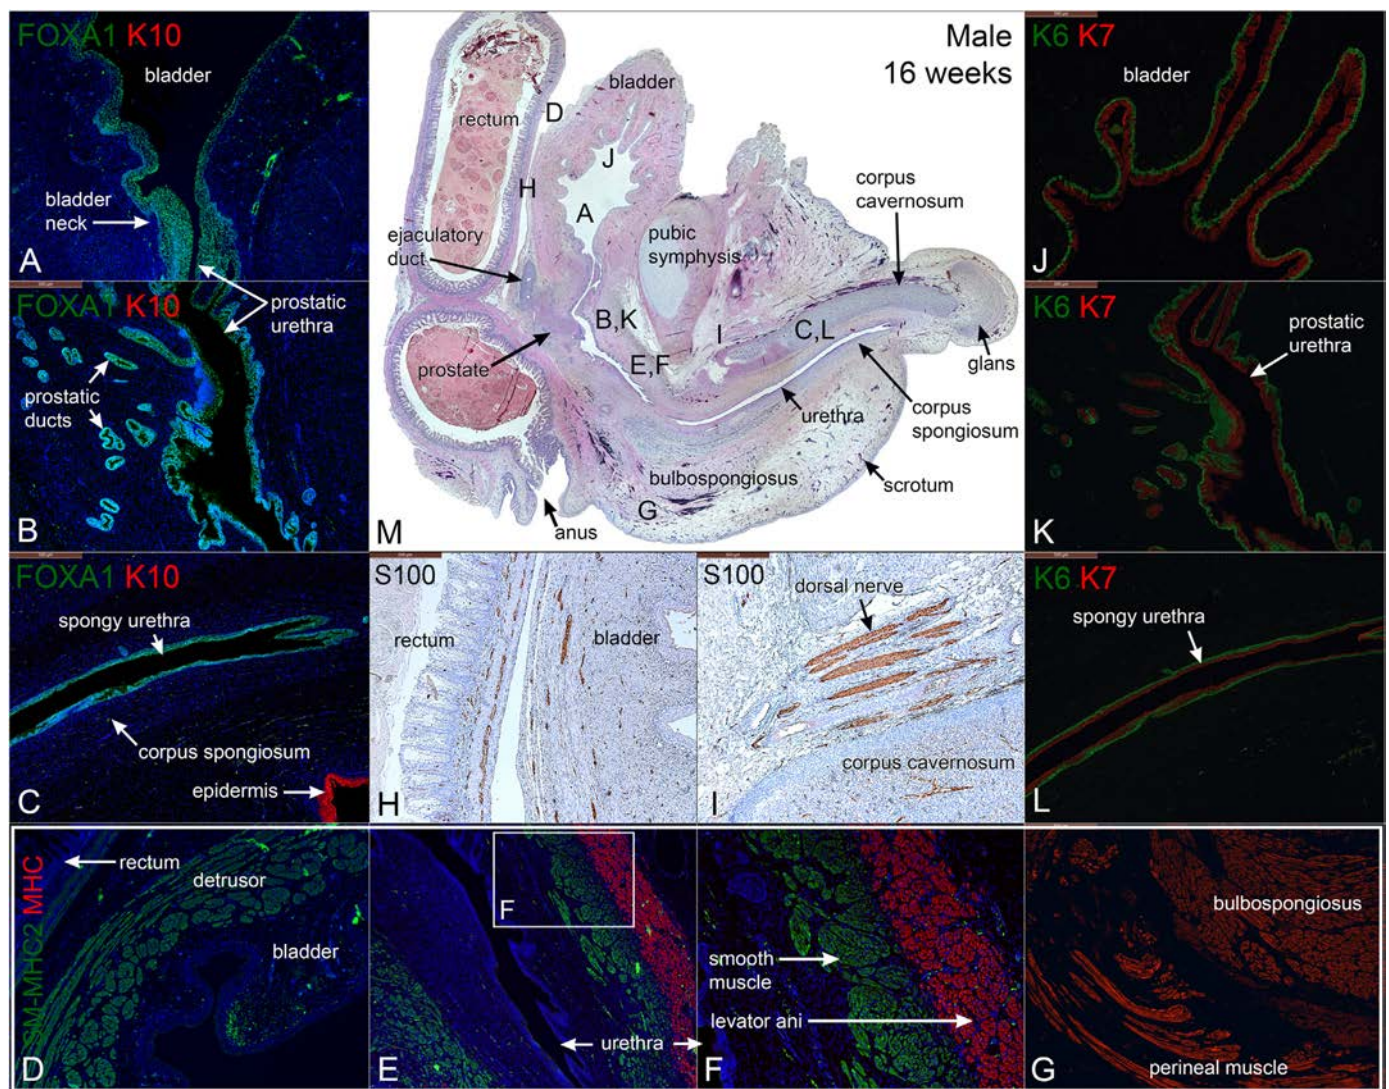 FOXA1 K10
bladder
bladder
neck
A
FOXA1 K10
prostatic
urethra
prostatic
ducts
B
FOXA1 K10
spongy urethra
corpus spongiosum
epidermis
C
Male
16 weeks
rectum
D
bladder
J
H
A
ejaculatory
duct
pubic
symphysis
corpus
cavernosum
B,K
I
C,L
E,F
prostate
glans
urethra
corpus
spongiosum
bulbospongiosus
scrotum
G
anus
M
K6 K7
bladder
J
K6 K7
prostatic
urethra
K
K6 K7
spongy urethra
L
S100
rectum
bladder
H
S100
dorsal nerve
corpus cavernosum
I
SM-MHC2 MHC
rectum
detrusor
bladder
D
F
urethra
E
smooth
muscle
levator ani
F
bulbospongiosus
perineal muscle
G